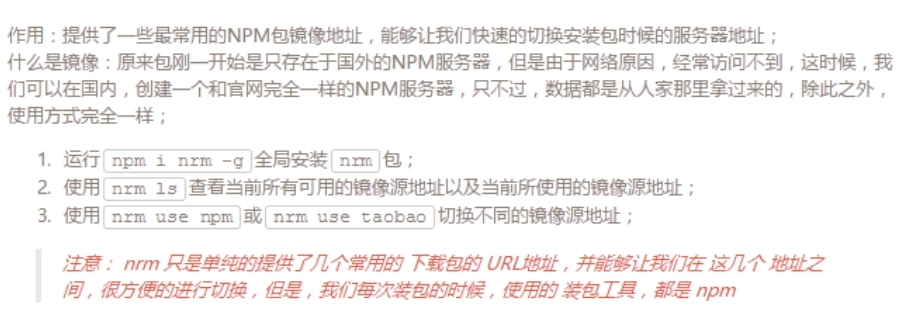 作用：提供了一些最常用的NPM包镜像地址，能够让我们快速的切换安装包时候的服务器地址；
什么是镜像：原来包刚一开始是只存在于国外的NPM服务器，但是由于网络原因，经常访问不到，这时候，我
们可以在国内，创建一个和官网完全一样的NPM服务器，只不过，数据都是从人家那里拿过来的，除此之外，
使用方式完全一样；
1. 运行 npm i nrm -g 全局安装 nrm 包；
2. 使用 nrm ls 查看当前所有可用的镜像源地址以及当前所使用的镜像源地址；
3. 使用 nrm use npm 或 nrm use taobao 切换不同的镜像源地址；
注意： nrm 只是单纯的提供了几个常用的 下载包的 URL地址，并能够让我们在 这几个 地址之
间，很方便的进行切换，但是，我们每次装包的时候，使用的 装包工具，都是 npm